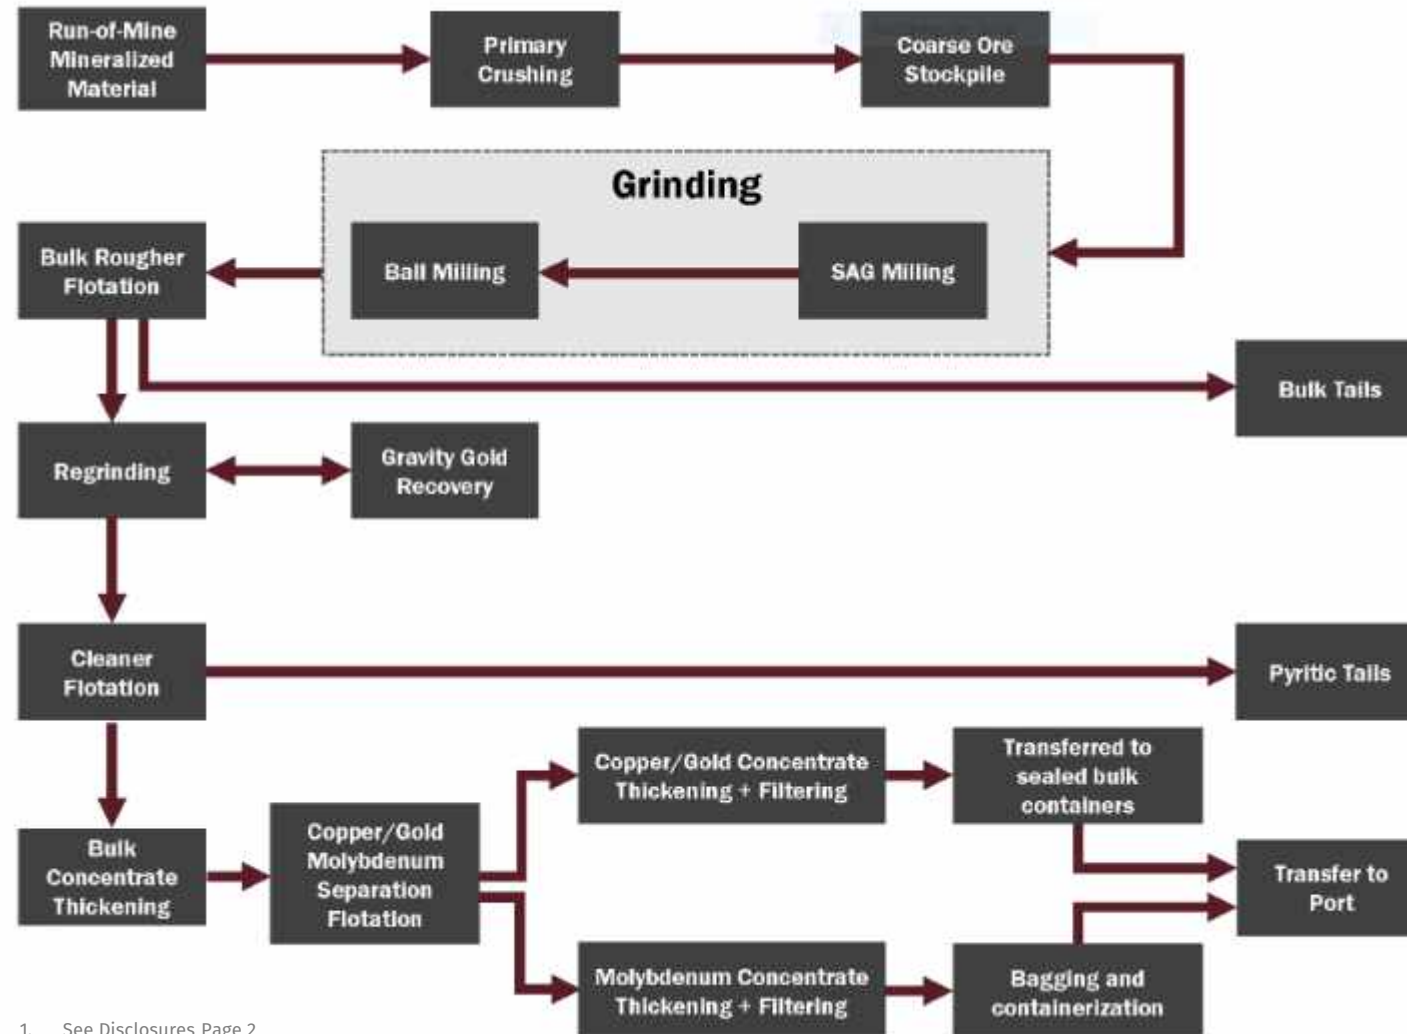 Run-of-Mine
Mineralized
Material
Primary
Crushing
Coarse Ore
Stockpile
Grinding
Bulk Rougher
Flotation
Ball Milling
SAG Milling
Bulk Tails
Regrinding
Gravity Gold
Recovery
Cleaner
Flotation
Pyritic Tails
Bulk
Concentrate
Thickening
Copper/Gold
Molybdenum
Separation
Flotation
Copper/Gold Concentrate
Thickening + Filtering
Transferred to
sealed bulk
containers
Transfer to
Port
Molybdenum Concentrate
Thickening + Filtering
Bagging and
containerization
1. See Disclosures Page 2